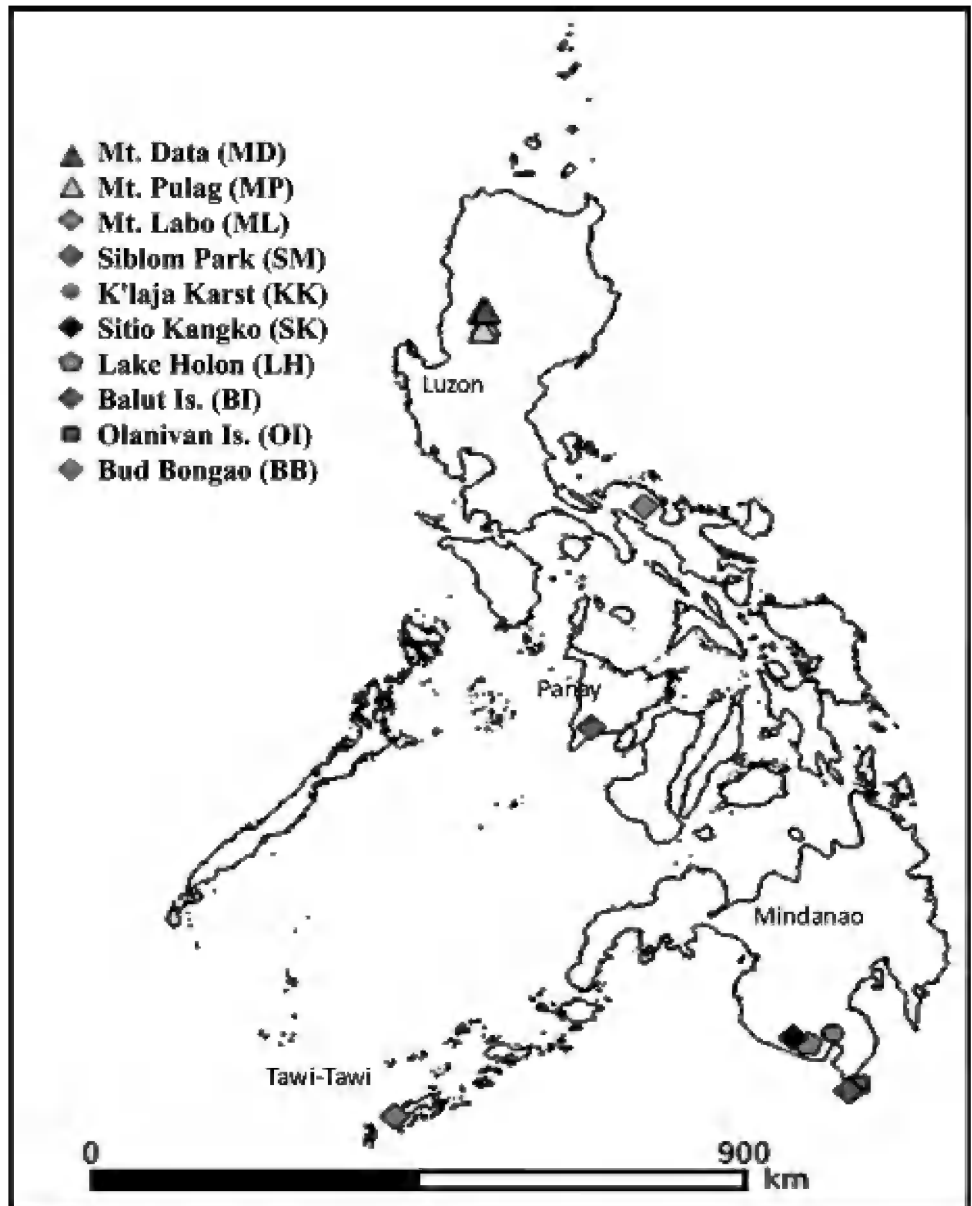 Mt. Data (MD)
Mt. Pulag (MP)
Mt. Labo (ML)
Siblom Park (SM)
K'laja Karst (KK)
Sitio Kangko (SK)
Lake Holon (LH)
Balut Is. (BI)
Olanivan Is. (OI)
Bud Bongao (BB)
Luzon
Panay
Mindanao
Tawi-Tawi
0 900
km